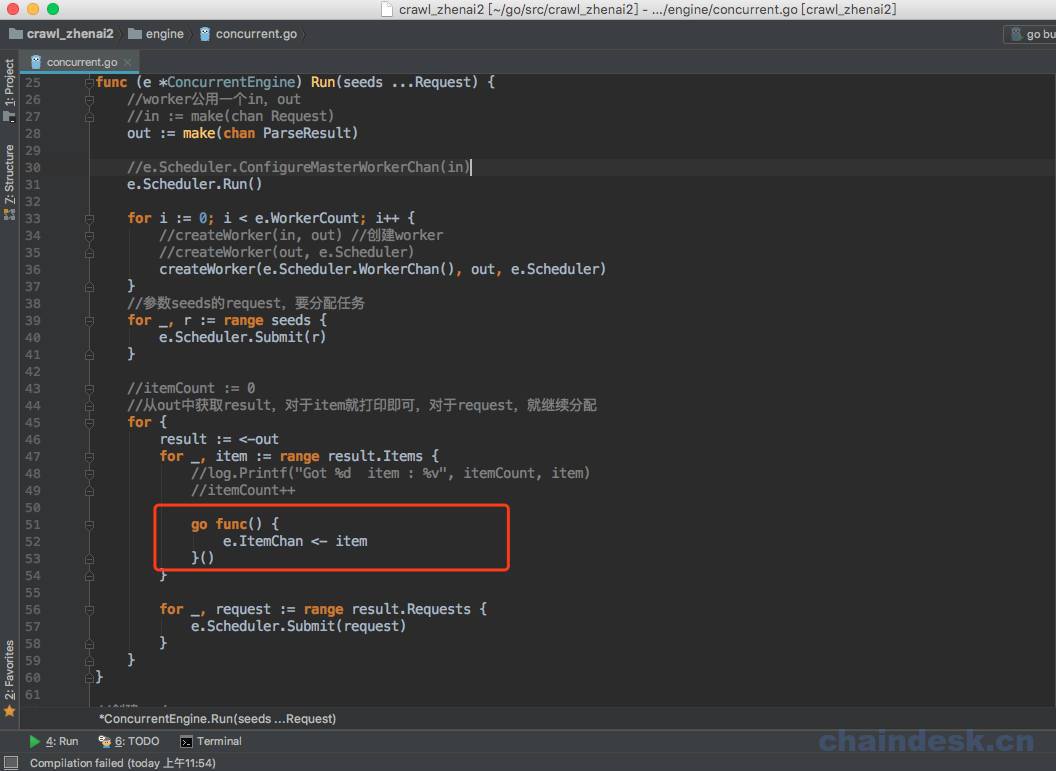 crawl_zhenai2 [~/go/src/crawl_zhenai2] - .../engine/concurrent.go [crawl_zhenai2]
crawl_zhenai2 engine concurrent.go go bu
concurrent.go
1: Project
Z: Structure
2: Favorites
25 func (e *ConcurrentEngine) Run(seeds ...Request) {
26 //worker公用一个in，out
27 //in := make(chan Request)
28 out := make(chan ParseResult)
29
30 //e.Scheduler.ConfigureMasterWorkerChan(in)
31 e.Scheduler.Run()
32
33 for i := 0; i < e.WorkerCount; i++ {
34 //createWorker(in, out) //创建worker
35 //createWorker(out, e.Scheduler)
36 createWorker(e.Scheduler.WorkerChan(), out, e.Scheduler)
37 }
38 //参数seeds的request，要分配任务
39 for _, r := range seeds {
40 e.Scheduler.Submit(r)
41 }
42
43 //itemCount := 0
44 //从out中获取result，对于item就打印即可，对于request，就继续分配
45 for {
46 result := <-out
47 for _, item := range result.Items {
48 //log.Printf("Got %d  item : %v", itemCount, item)
49 //itemCount++
50
51 go func() {
52 e.ItemChan <- item
53 }()
54 }
55
56 for _, request := range result.Requests {
57 e.Scheduler.Submit(request)
58 }
59 }
60 }
61
*ConcurrentEngine.Run(seeds ...Request)
4: Run 6: TODO Terminal
chaindesk.cn
Compilation failed (today 上午11:54)